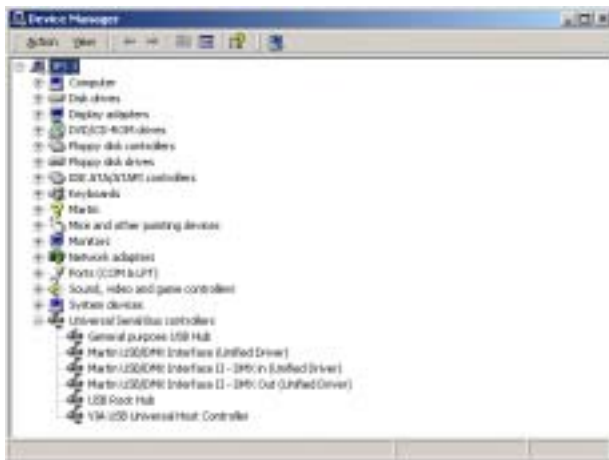 Device Manager
Action View
Computer
Disk drives
Display adapters
DVD/CD-ROM drives
Floppy disk controllers
Floppy disk drives
IDE ATA/ATAPI controllers
Keyboards
Martin
Mice and other pointing devices
Monitors
Network adapters
Ports (COM & LPT)
Sound, video and game controllers
System devices
Universal Serial Bus controllers
General purpose USB Hub
Martin USB/DMX Interface (Unified Driver)
Martin USB/DMX Interface II - DMX in (Unified Driver)
Martin USB/DMX Interface II - DMX Out (Unified Driver)
USB Root Hub
VIA USB Universal Host Controller